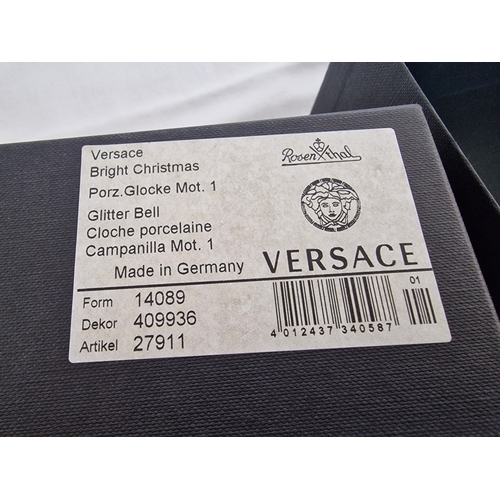 Versace
Bright Christmas
Porz.Glocke Mot. 1
Glitter Bell
Cloche porcelaine
Campanilla Mot. 1
Made in Germany
Rosenthal
VERSACE
Form 14089
Dekor 409936
Artikel 27911
01
4 012437 340587